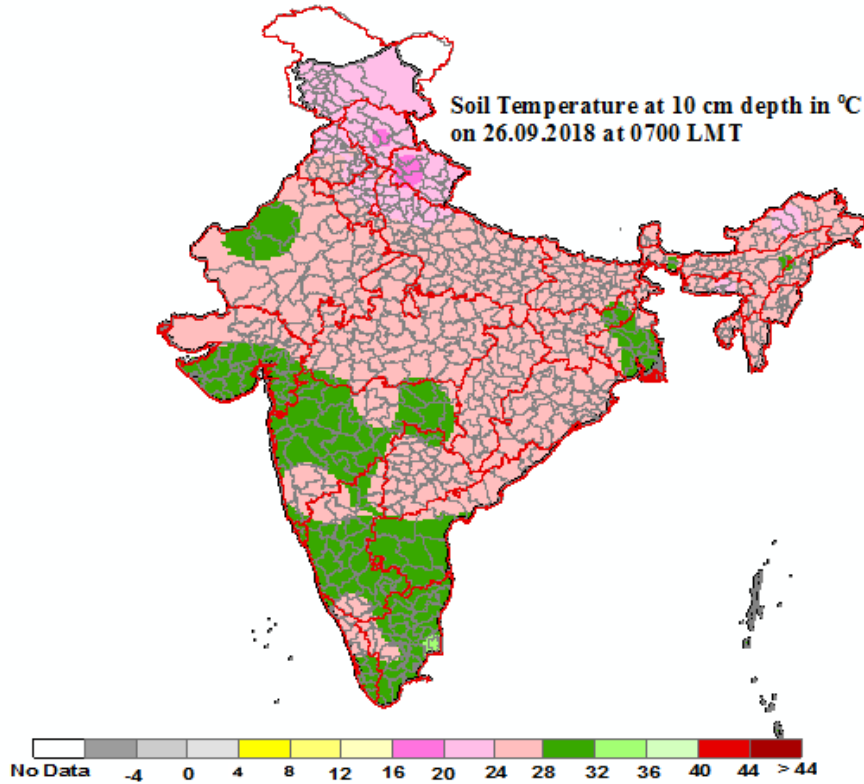 Soil Temperature at 10 cm depth in °C
on 26.09.2018 at 0700 LMT
No Data -4 0 4 8 12 16 20 24 28 32 36 40 44 >44